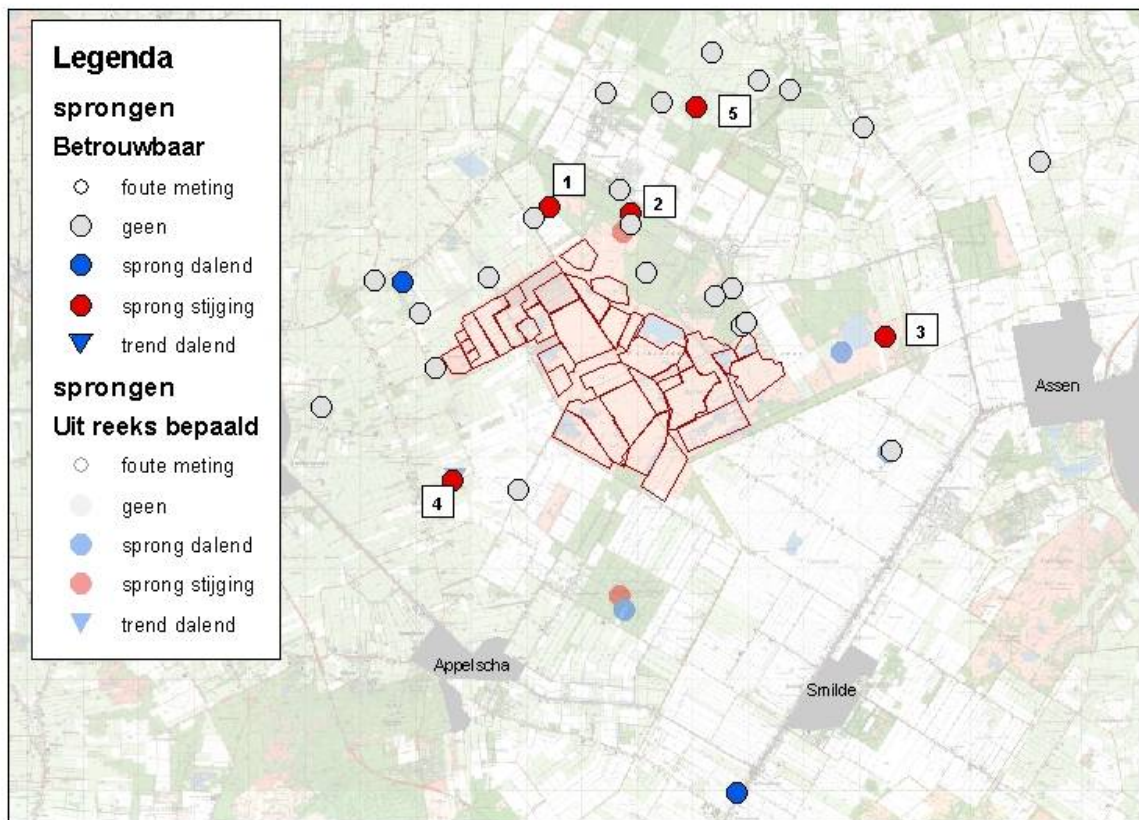 Legenda
sprongen
Betrouwbaar
foute meting
geen
sprong dalend
sprong stijging
trend dalend
sprongen
Uit reeks bepaald
foute meting
geen
sprong dalend
sprong stijging
trend dalend
5
1
2
3
Assen
4
Appelscha
Smilde